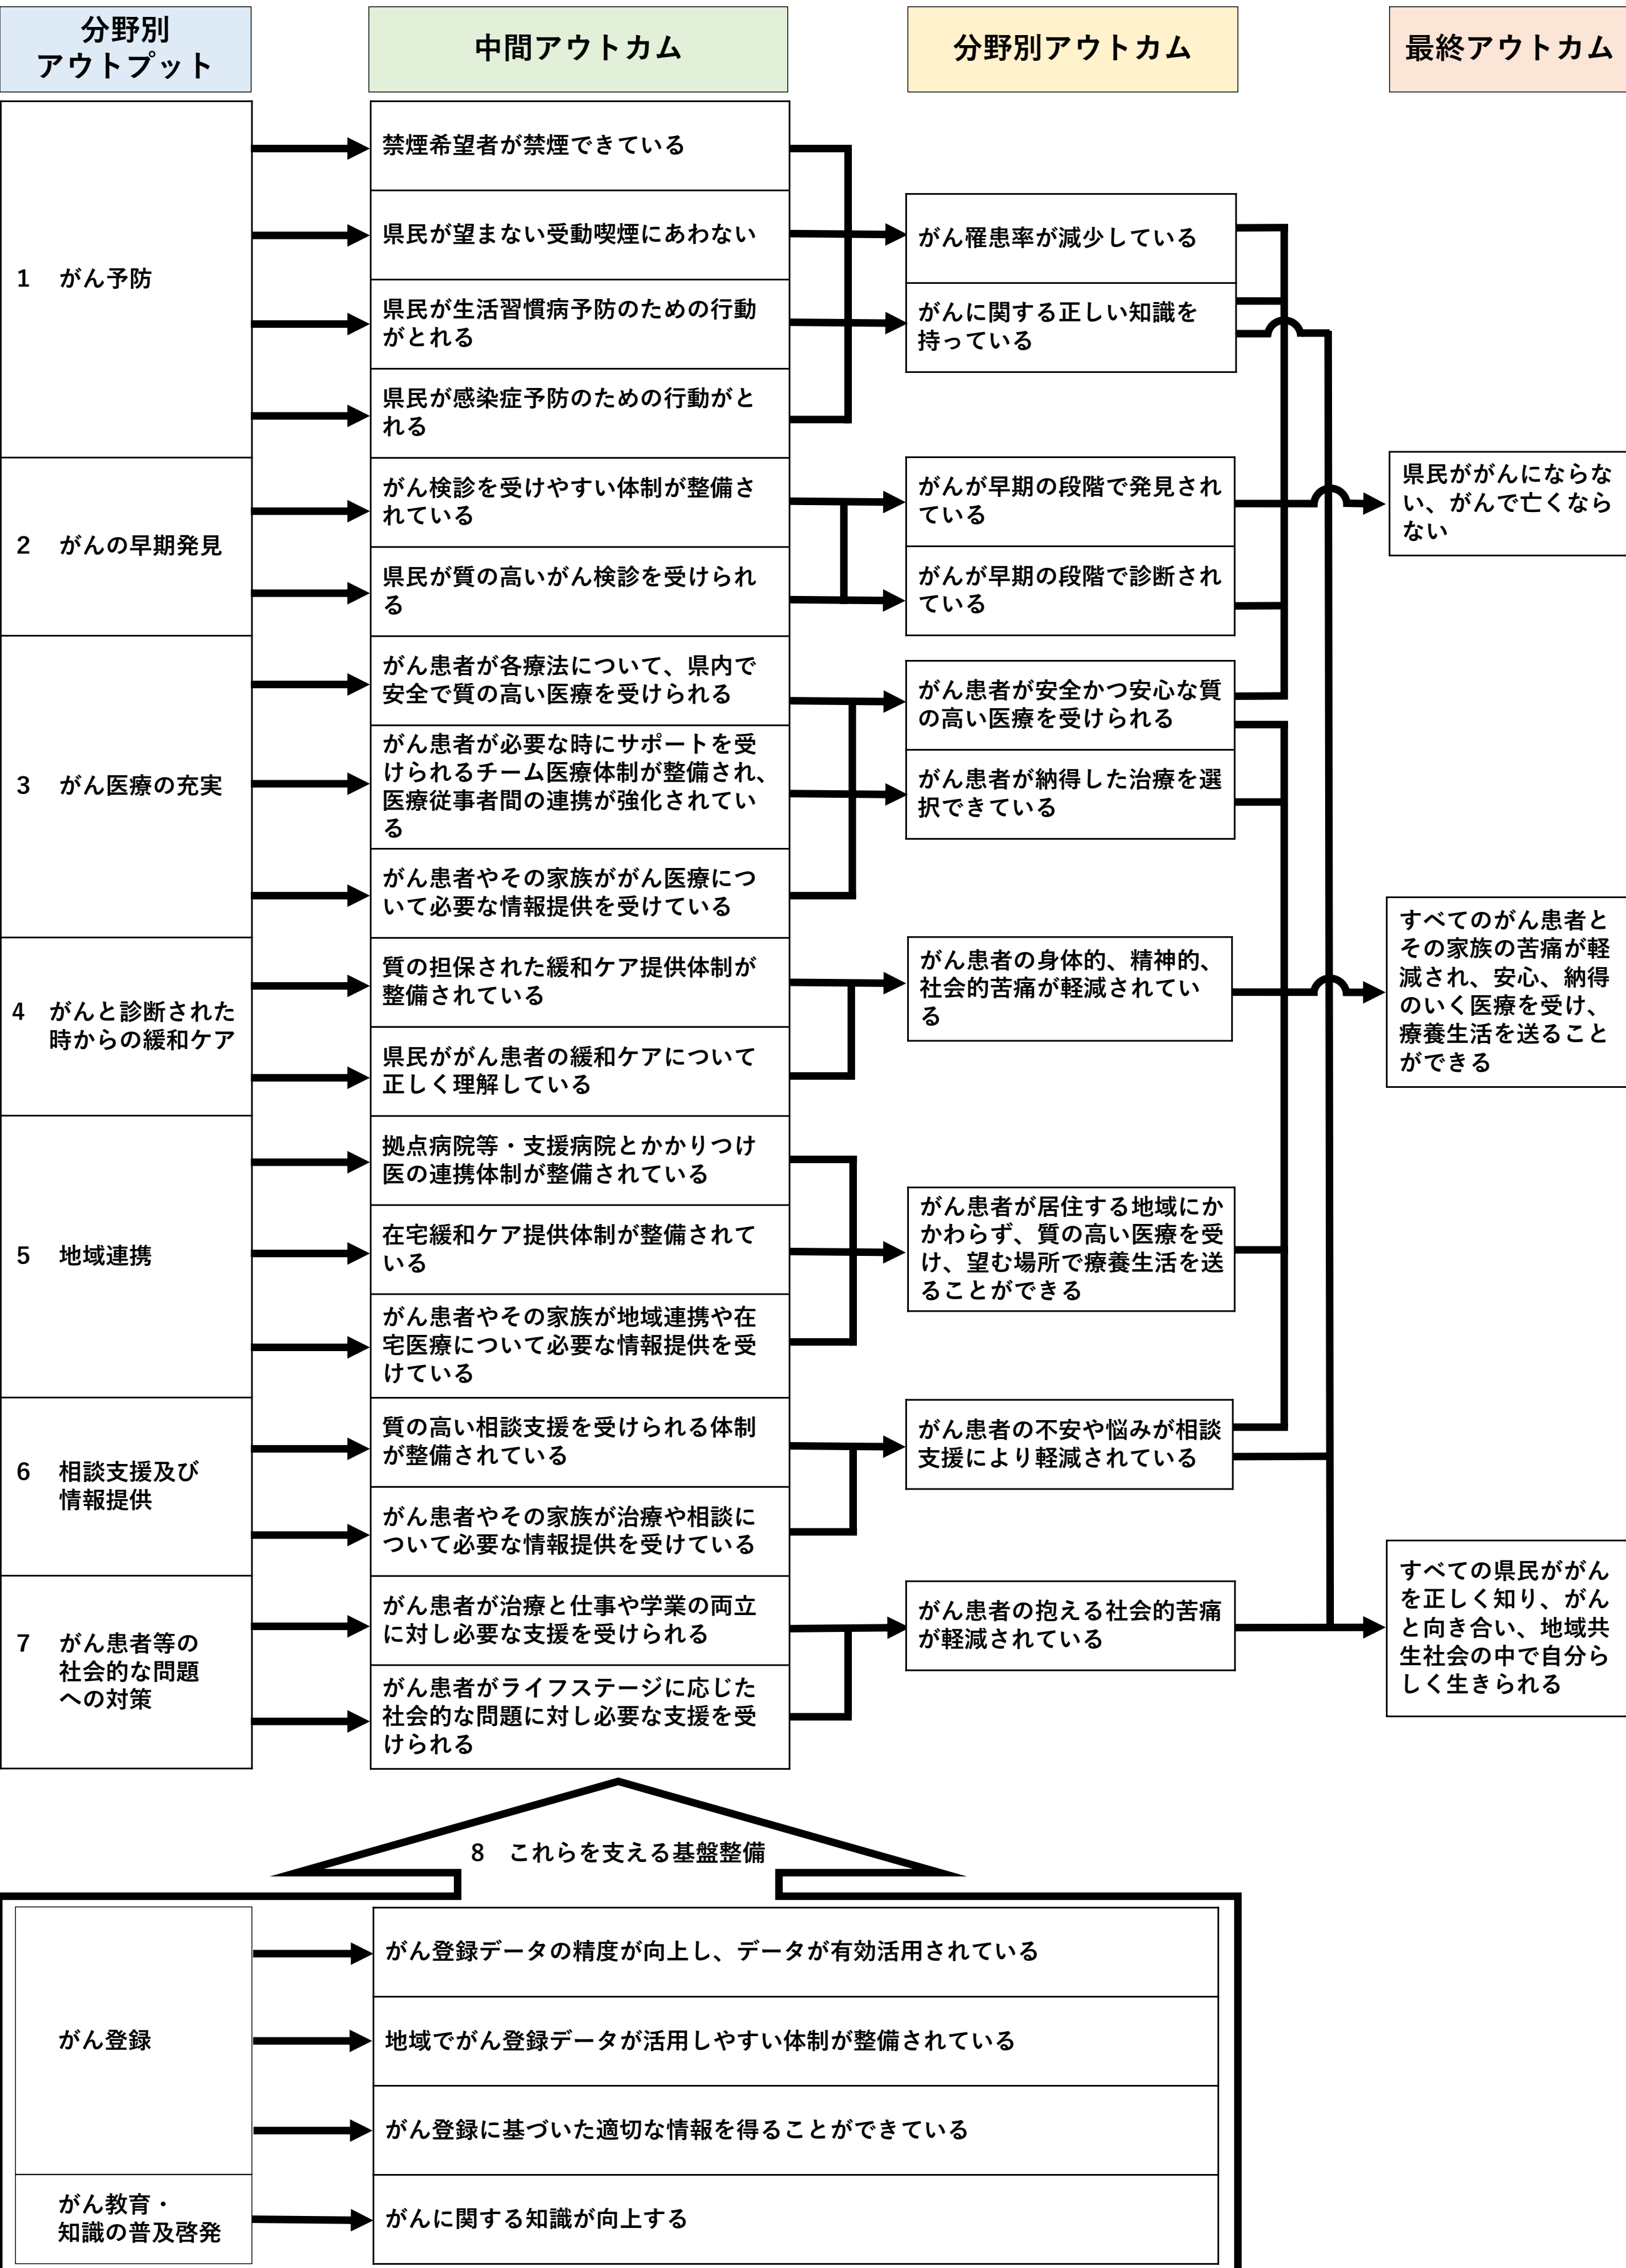 分野別
アウトプット
中間アウトカム
分野別アウトカム
最終アウトカム
1 がん予防
禁煙希望者が禁煙できている
県民が望まない受動喫煙にあわない
県民が生活習慣病予防のための行動
がとれる
県民が感染症予防のための行動がと
れる
がん罹患率が減少している
がんに関する正しい知識を
持っている
2 がんの早期発見
がん検診を受けやすい体制が整備さ
れている
県民が質の高いがん検診を受けられ
る
がんが早期の段階で発見され
ている
がんが早期の段階で診断され
ている
県民ががんにならな
い、がんで亡くなら
ない
3 がん医療の充実
がん患者が各療法について、県内で
安全で質の高い医療を受けられる
がん患者が必要な時にサポートを受
けられるチーム医療体制が整備され、
医療従事者間の連携が強化されてい
る
がん患者やその家族ががん医療につ
いて必要な情報提供を受けている
がん患者が安全かつ安心な質
の高い医療を受けられる
がん患者が納得した治療を選
択できている
4 がんと診断された
時からの緩和ケア
質の担保された緩和ケア提供体制が
整備されている
県民ががん患者の緩和ケアについて
正しく理解している
がん患者の身体的、精神的、
社会的苦痛が軽減されてい
る
すべてのがん患者と
その家族の苦痛が軽
減され、安心、納得
のいく医療を受け、
療養生活を送ること
ができる
5 地域連携
拠点病院等・支援病院とかかりつけ
医の連携体制が整備されている
在宅緩和ケア提供体制が整備されて
いる
がん患者やその家族が地域連携や在
宅医療について必要な情報提供を受
けている
がん患者が居住する地域にか
かわらず、質の高い医療を受
け、望む場所で療養生活を送
ることができる
6 相談支援及び
情報提供
質の高い相談支援を受けられる体制
が整備されている
がん患者やその家族が治療や相談に
ついて必要な情報提供を受けている
がん患者の不安や悩みが相談
支援により軽減されている
7 がん患者等の
社会的な問題
への対策
がん患者が治療と仕事や学業の両立
に対し必要な支援を受けられる
がん患者がライフステージに応じた
社会的な問題に対し必要な支援を受
けられる
がん患者の抱える社会的苦痛
が軽減されている
すべての県民ががん
を正しく知り、がん
と向き合い、地域共
生社会の中で自分ら
しく生きられる
8 これらを支える基盤整備
がん登録
がん登録データの精度が向上し、データが有効活用されている
地域でがん登録データが活用しやすい体制が整備されている
がん登録に基づいた適切な情報を得ることができている
がん教育・
知識の普及啓発
がんに関する知識が向上する